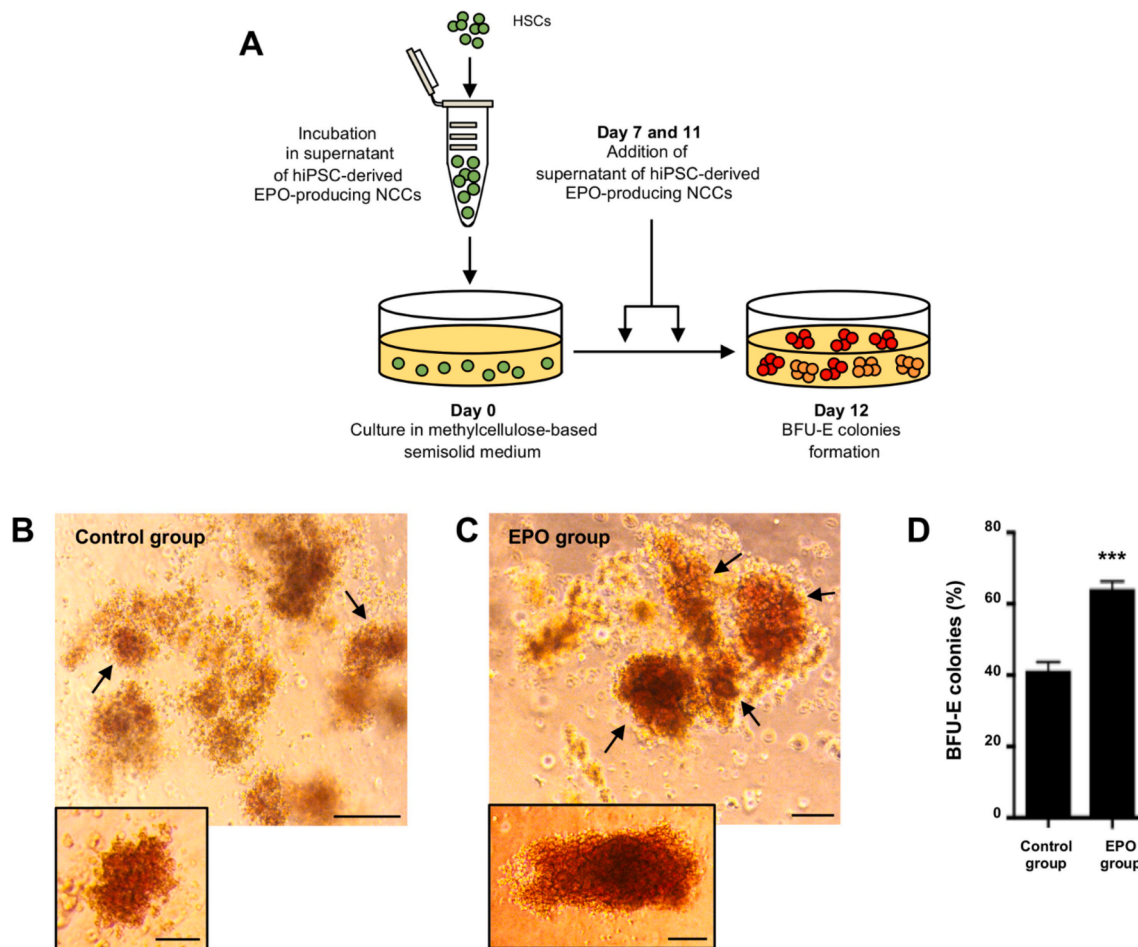 A
HSCs
Incubation
in supernatant
of hiPSC-derived
EPO-producing NCCs
Day 7 and 11
Addition of
supernatant of hiPSC-derived
EPO-producing NCCs
Day 0
Culture in methylcellulose-based
semisolid medium
Day 12
BFU-E colonies
formation
B
Control group
C
EPO group
D
BFU-E colonies (%)
80
60
40
20
0
***
Control
group
EPO
group